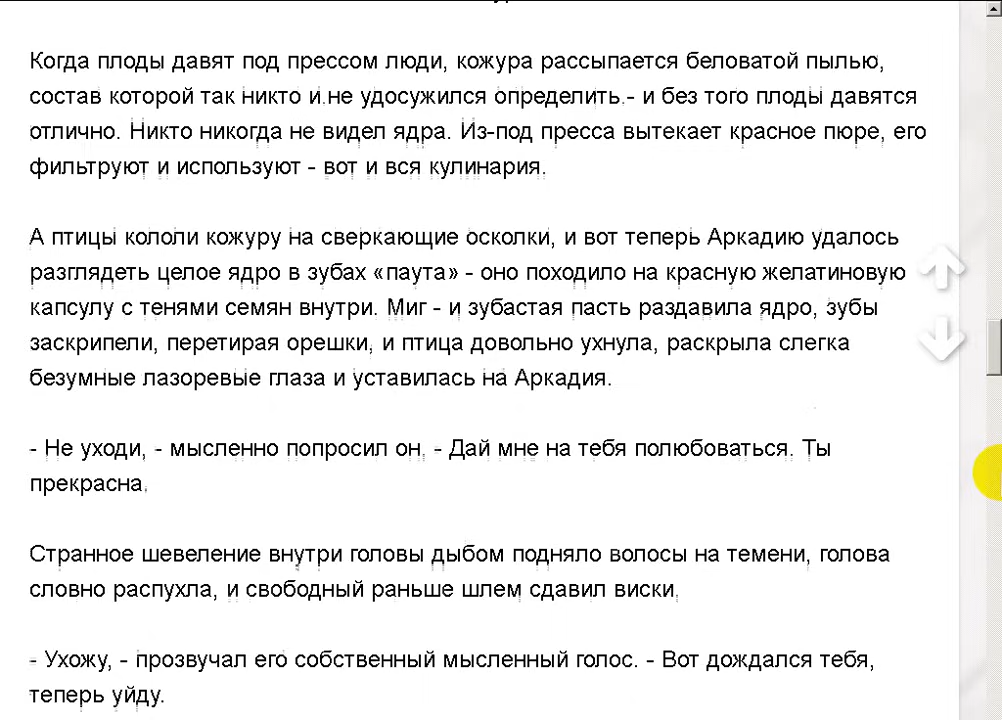 Когда плоды давят под прессом люди, кожура рассыпается беловатой пылью,
состав которой так никто и не удосужился определить - и без того плоды давятся
отлично. Никто никогда не видел ядра. Из-под пресса вытекает красное пюре, его
фильтруют и используют - вот и вся кулинария.
А птицы кололи кожуру на сверкающие осколки, и вот теперь Аркадию удалось
разглядеть целое ядро в зубах «паута» - оно походило на красную желатиновую
капсулу с тенями семян внутри. Миг - и зубастая пасть раздавила ядро, зубы
заскрипели, перетирая орешки, и птица довольно ухнула, раскрыла слегка
безумные лазоревые глаза и уставилась на Аркадия.
- Не уходи, - мысленно попросил он, - Дай мне на тебя полюбоваться. Ты
прекрасна.
Странное шевеление внутри головы дыбом подняло волосы на темени, голова
словно распухла, и свободный раньше шлем сдавил виски.
- Ухожу, - прозвучал его собственный мысленный голос. - Вот дождался тебя,
теперь уйду.